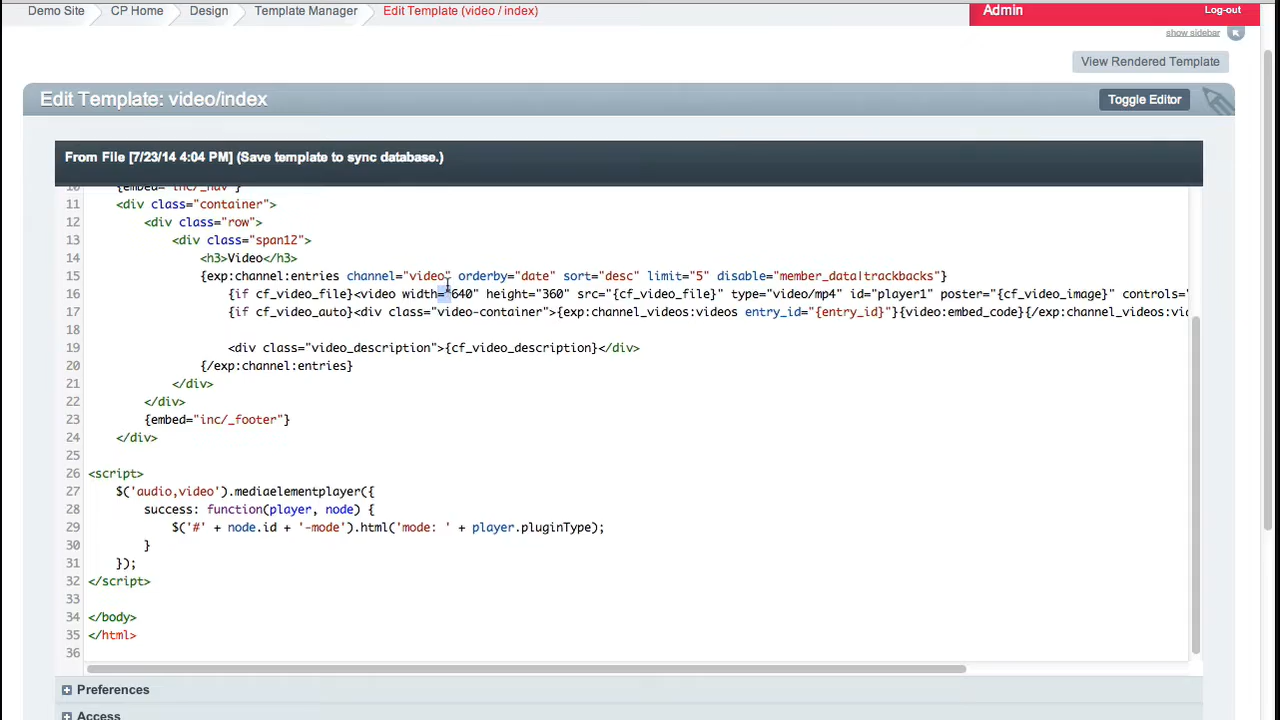 Demo Site CP Home Design Template Manager Edit Template (video / index) Admin Log-out
show sidebar
View Rendered Template
Edit Template: video/index Toggle Editor
From File [7/23/14 4:04 PM] (Save template to sync database.)
10 {embed="inc/_nav"}
11 <div class="container">
12 <div class="row">
13 <div class="span12">
14 <h3>Video</h3>
15 {exp:channel:entries channel="video" orderby="date" sort="desc" limit="5" disable="member_data|trackbacks"}
16 {if cf_video_file}<video width="640" height="360" src="{cf_video_file}" type="video/mp4" id="player1" poster="{cf_video_image}" controls="
17 {if cf_video_auto}<div class="video-container">{exp:channel_videos:videos entry_id="{entry_id}"}{video:embed_code}{/exp:channel_videos:vid
18
19 <div class="video_description">{cf_video_description}</div>
20 {/exp:channel:entries}
21 </div>
22 </div>
23 {embed="inc/_footer"}
24 </div>
25
26 <script>
27 $('audio,video').mediaelementplayer({
28 success: function(player, node) {
29 $('#' + node.id + '-mode').html('mode: ' + player.pluginType);
30 }
31 });
32 </script>
33
34 </body>
35 </html>
36
Preferences
Access